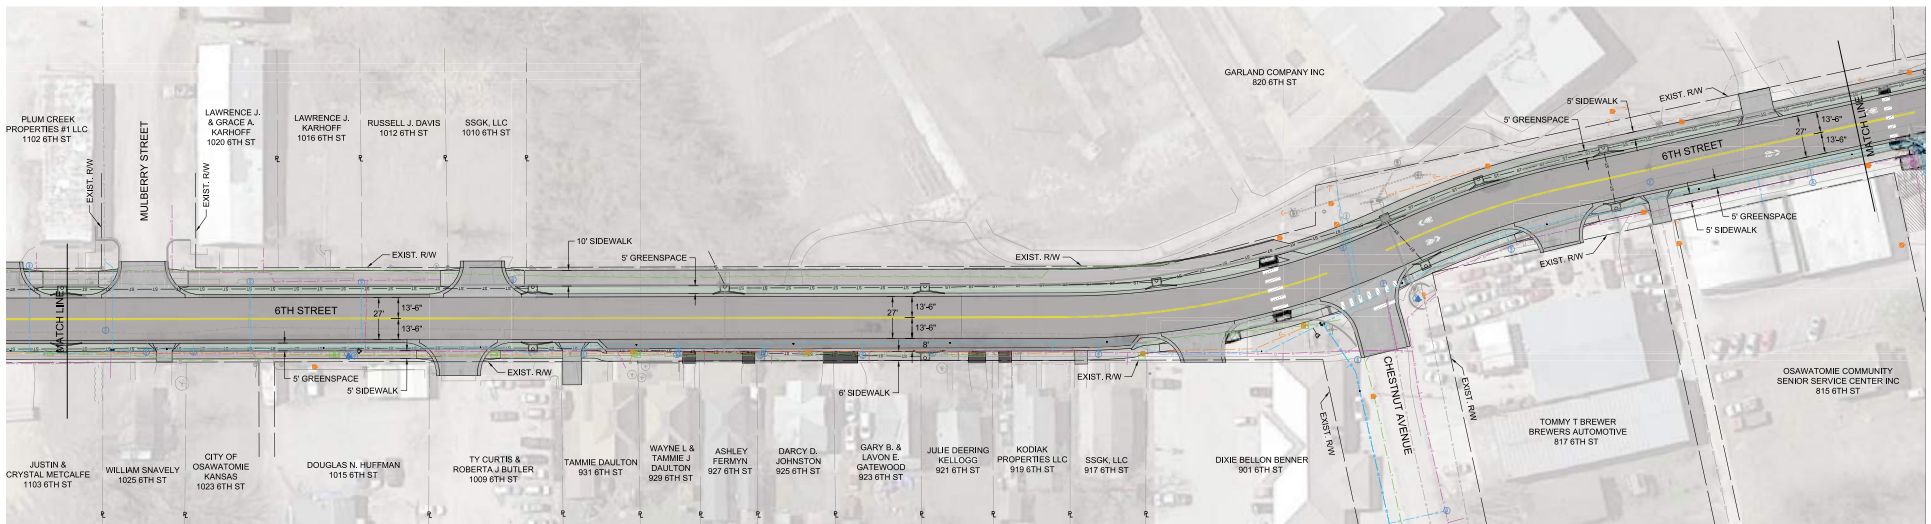 PLUM CREEK
PROPERTIES #1 LLC
1102 6TH ST
EXIST. R/W
MULBERRY STREET
EXIST. R/W
LAWRENCE J.
& GRACE A.
KARHOFF
1020 6TH ST
LAWRENCE J.
KARHOFF
1016 6TH ST
RUSSELL J. DAVIS
1012 6TH ST
SSGK, LLC
1010 6TH ST
GARLAND COMPANY INC
820 6TH ST
5' SIDEWALK
EXIST. R/W
5' GREENSPACE
6TH STREET
27'
13'-6"
13'-6"
MATCH LINE
5' GREENSPACE
5' SIDEWALK
EXIST. R/W
EXIST. R/W
10' SIDEWALK
5' GREENSPACE
EXIST. R/W
MATCH LINE
6TH STREET
27'
13'-6"
13'-6"
27'
13'-6"
13'-6"
8'
5' GREENSPACE
5' SIDEWALK
EXIST. R/W
6' SIDEWALK
EXIST. R/W
EXIST. R/W
CHESTNUT AVENUE
EXIST. R/W
JUSTIN &
CRYSTAL METCALFE
1103 6TH ST
WILLIAM SNAVELY
1025 6TH ST
CITY OF
OSAWATOMIE
KANSAS
1023 6TH ST
DOUGLAS N. HUFFMAN
1015 6TH ST
TY CURTIS &
ROBERTA J BUTLER
1009 6TH ST
TAMMIE DAULTON
931 6TH ST
WAYNE L &
TAMMIE J
DAULTON
929 6TH ST
ASHLEY
FERMYN
927 6TH ST
DARCY D.
JOHNSTON
925 6TH ST
GARY B. &
LAVON E.
GATEWOOD
923 6TH ST
JULIE DEERING
KELLOGG
921 6TH ST
KODIAK
PROPERTIES LLC
919 6TH ST
SSGK, LLC
917 6TH ST
DIXIE BELLON BENNER
901 6TH ST
TOMMY T BREWER
BREWERS AUTOMOTIVE
817 6TH ST
OSAWATOMIE COMMUNITY
SENIOR SERVICE CENTER INC
815 6TH ST